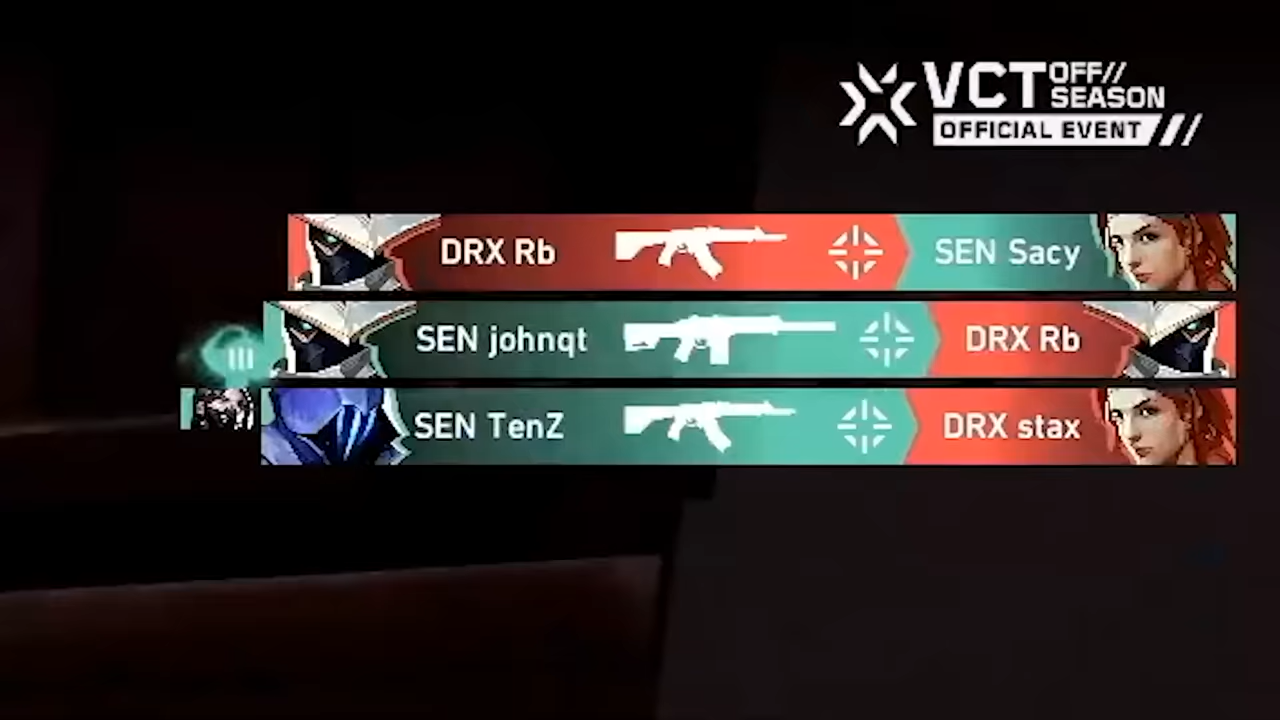 VCT OFF//
SEASON
OFFICIAL EVENT
DRX Rb SEN Sacy
SEN johnqt DRX Rb
SEN TenZ DRX stax